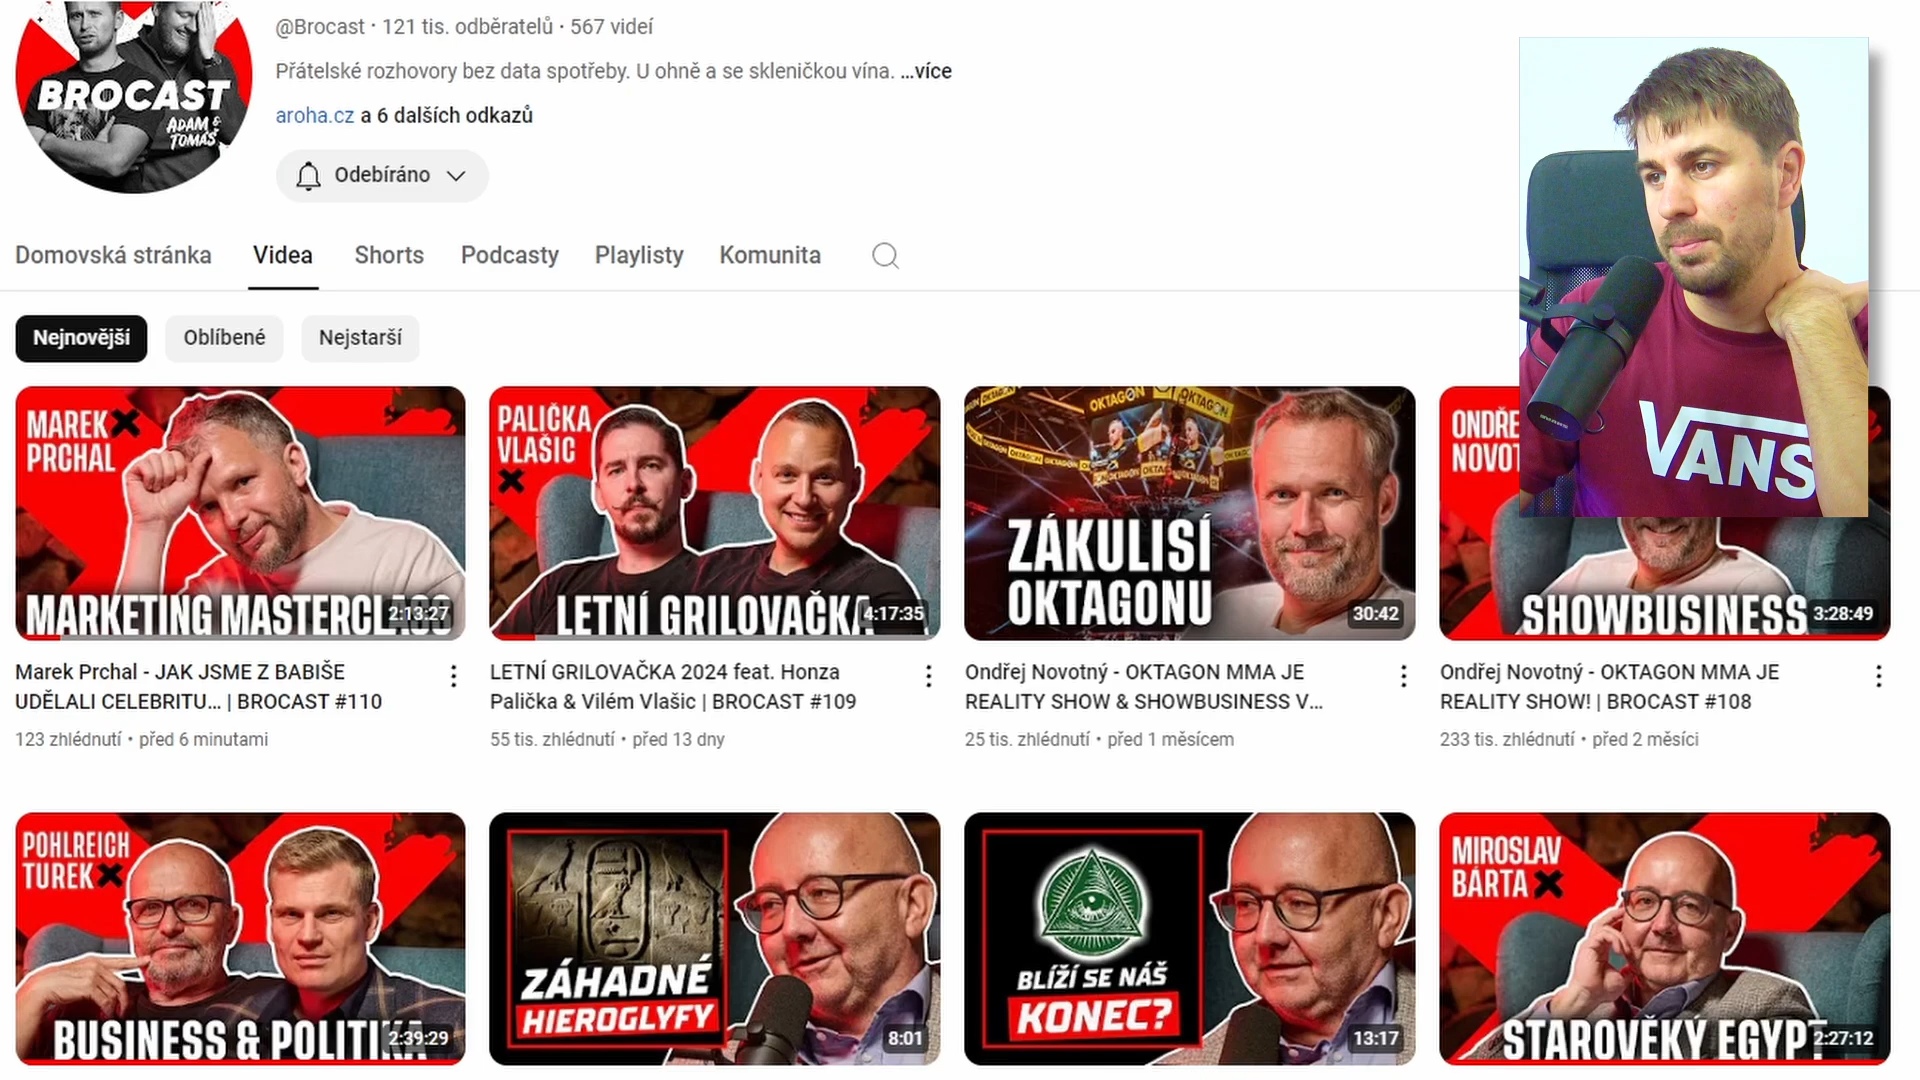 @Brocast · 121 tis. odběratelů · 567 videí
BROCAST
ADAM &
TOMÁŠ
Přátelské rozhovory bez data spotřeby. U ohně a se skleničkou vína. ...více
aroha.cz a 6 dalších odkazů
Odebíráno
Domovská stránka Videa Shorts Podcasty Playlisty Komunita
Nejnovější Oblíbené Nejstarší
VANS
MAREK
PRCHAL
MARKETING MASTERCLASS
2:13:27
PALIČKA
VLAŠIC
LETNÍ GRILOVAČKA
4:17:35
OKTAGON
OKTAGON
OKTAGON
ZÁKULISÍ
OKTAGONU
30:42
SHOWBUSINESS
3:28:49
Marek Prchal - JAK JSME Z BABIŠE
UDĚLALI CELEBRITU... | BROCAST #110
123 zhlédnutí • před 6 minutami
LETNÍ GRILOVAČKA 2024 feat. Honza
Palička & Vilém Vlašic | BROCAST #109
55 tis. zhlédnutí • před 13 dny
Ondřej Novotný - OKTAGON MMA JE
REALITY SHOW & SHOWBUSINESS V...
25 tis. zhlédnutí • před 1 měsícem
Ondřej Novotný - OKTAGON MMA JE
REALITY SHOW! | BROCAST #108
233 tis. zhlédnutí • před 2 měsíci
POHLREICH
TUREK
BUSINESS & POLITIKA
2:39:29
ZÁHADNÉ
HIEROGLYFY
8:01
BLÍŽÍ SE NÁŠ
KONEC?
13:17
MIROSLAV
BÁRTA
STAROVĚKÝ EGYPT
2:27:12